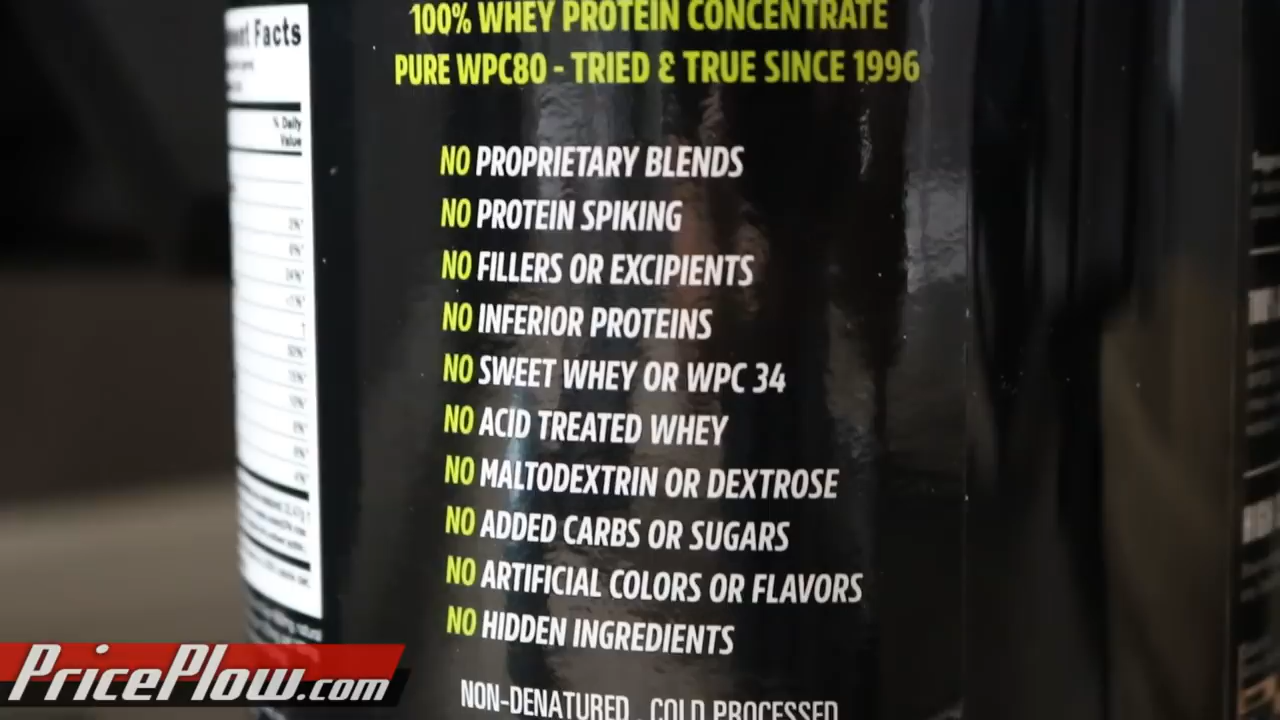 100% WHEY PROTEIN CONCENTRATE
PURE WPC80 - TRIED & TRUE SINCE 1996
NO PROPRIETARY BLENDS
NO PROTEIN SPIKING
NO FILLERS OR EXCIPIENTS
NO INFERIOR PROTEINS
NO SWEET WHEY OR WPC 34
NO ACID TREATED WHEY
NO MALTODEXTRIN OR DEXTROSE
NO ADDED CARBS OR SUGARS
NO ARTIFICIAL COLORS OR FLAVORS
NO HIDDEN INGREDIENTS
NON-DENATURED . COLD PROCESSED
Facts
% Daily
Value
PricePlow.com